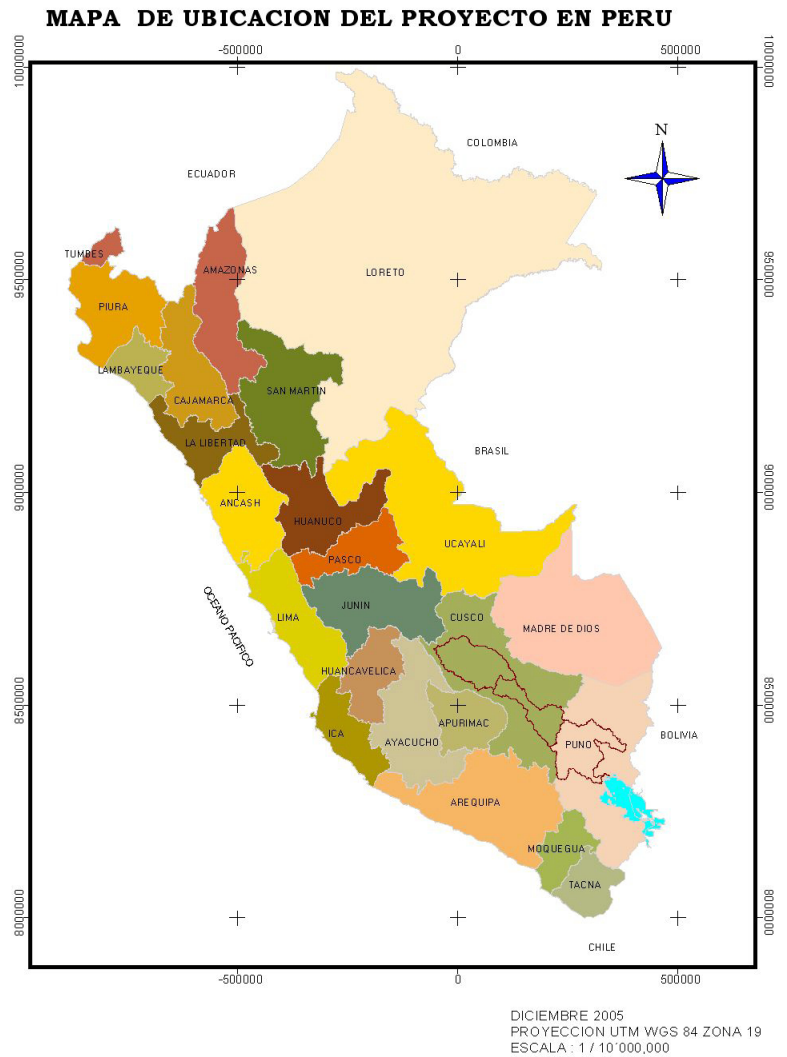 MAPA DE UBICACION DEL PROYECTO EN PERU
-500000 0 500000
10000000 10000000
N
COLOMBIA
ECUADOR
TUMBES
AMAZONAS
LORETO
9500000 9500000
PIURA
LAMBAYEQUE
CAJAMARCA
SAN MARTIN
LA LIBERTAD
BRASIL
9000000 9000000
ANCASH
HUANUCO
UCAYALI
PASCO
OCEANO PACIFICO
LIMA
JUNIN
CUSCO
MADRE DE DIOS
HUANCAVELICA
8500000 8500000
ICA
APURIMAC
AYACUCHO
PUNO
BOLIVIA
AREQUIPA
MOQUEGUA
TACNA
8000000 8000000
CHILE
-500000 0 500000
DICIEMBRE 2005
PROYECCION UTM WGS 84 ZONA 19
ESCALA : 1 / 10´000,000